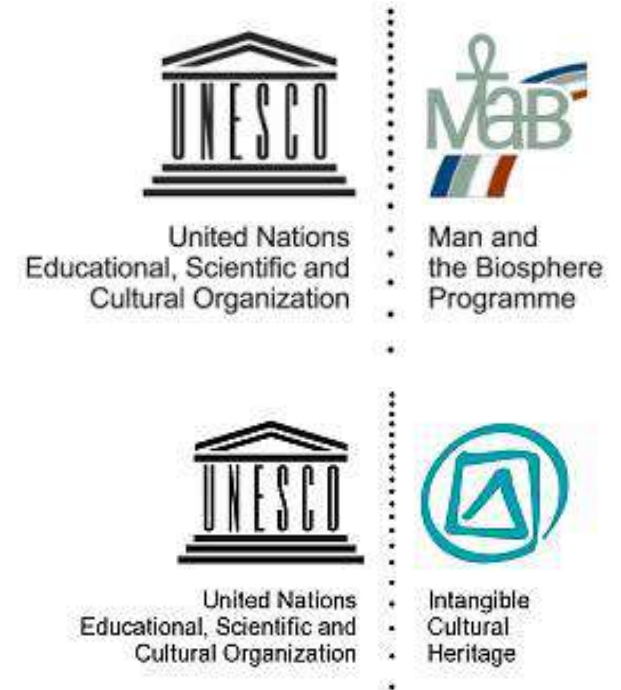 UNESCO
United Nations
Educational, Scientific and
Cultural Organization
MaB
Man and
the Biosphere
Programme
UNESCO
United Nations
Educational, Scientific and
Cultural Organization
Intangible
Cultural
Heritage